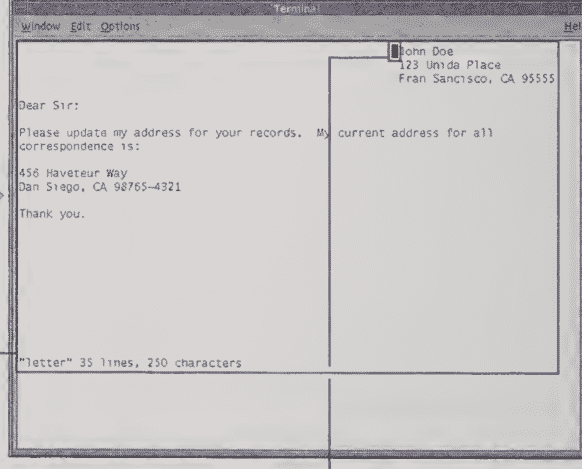 Terminal
Window Edit Options Hel
John Doe
123 Unida Place
Fran Sancisco, CA 95555
Dear Sir:
Please update my address for your records. My current address for all
correspondence is:
456 Haveteur Way
Dan Siego, CA 98765-4321
Thank you.
"letter" 35 lines, 250 characters